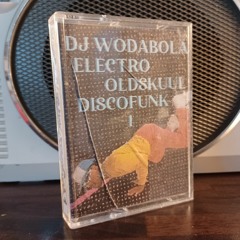 DJ WODABOLA
ELECTRO
OLDSKUUL
DISCOFUNK
1